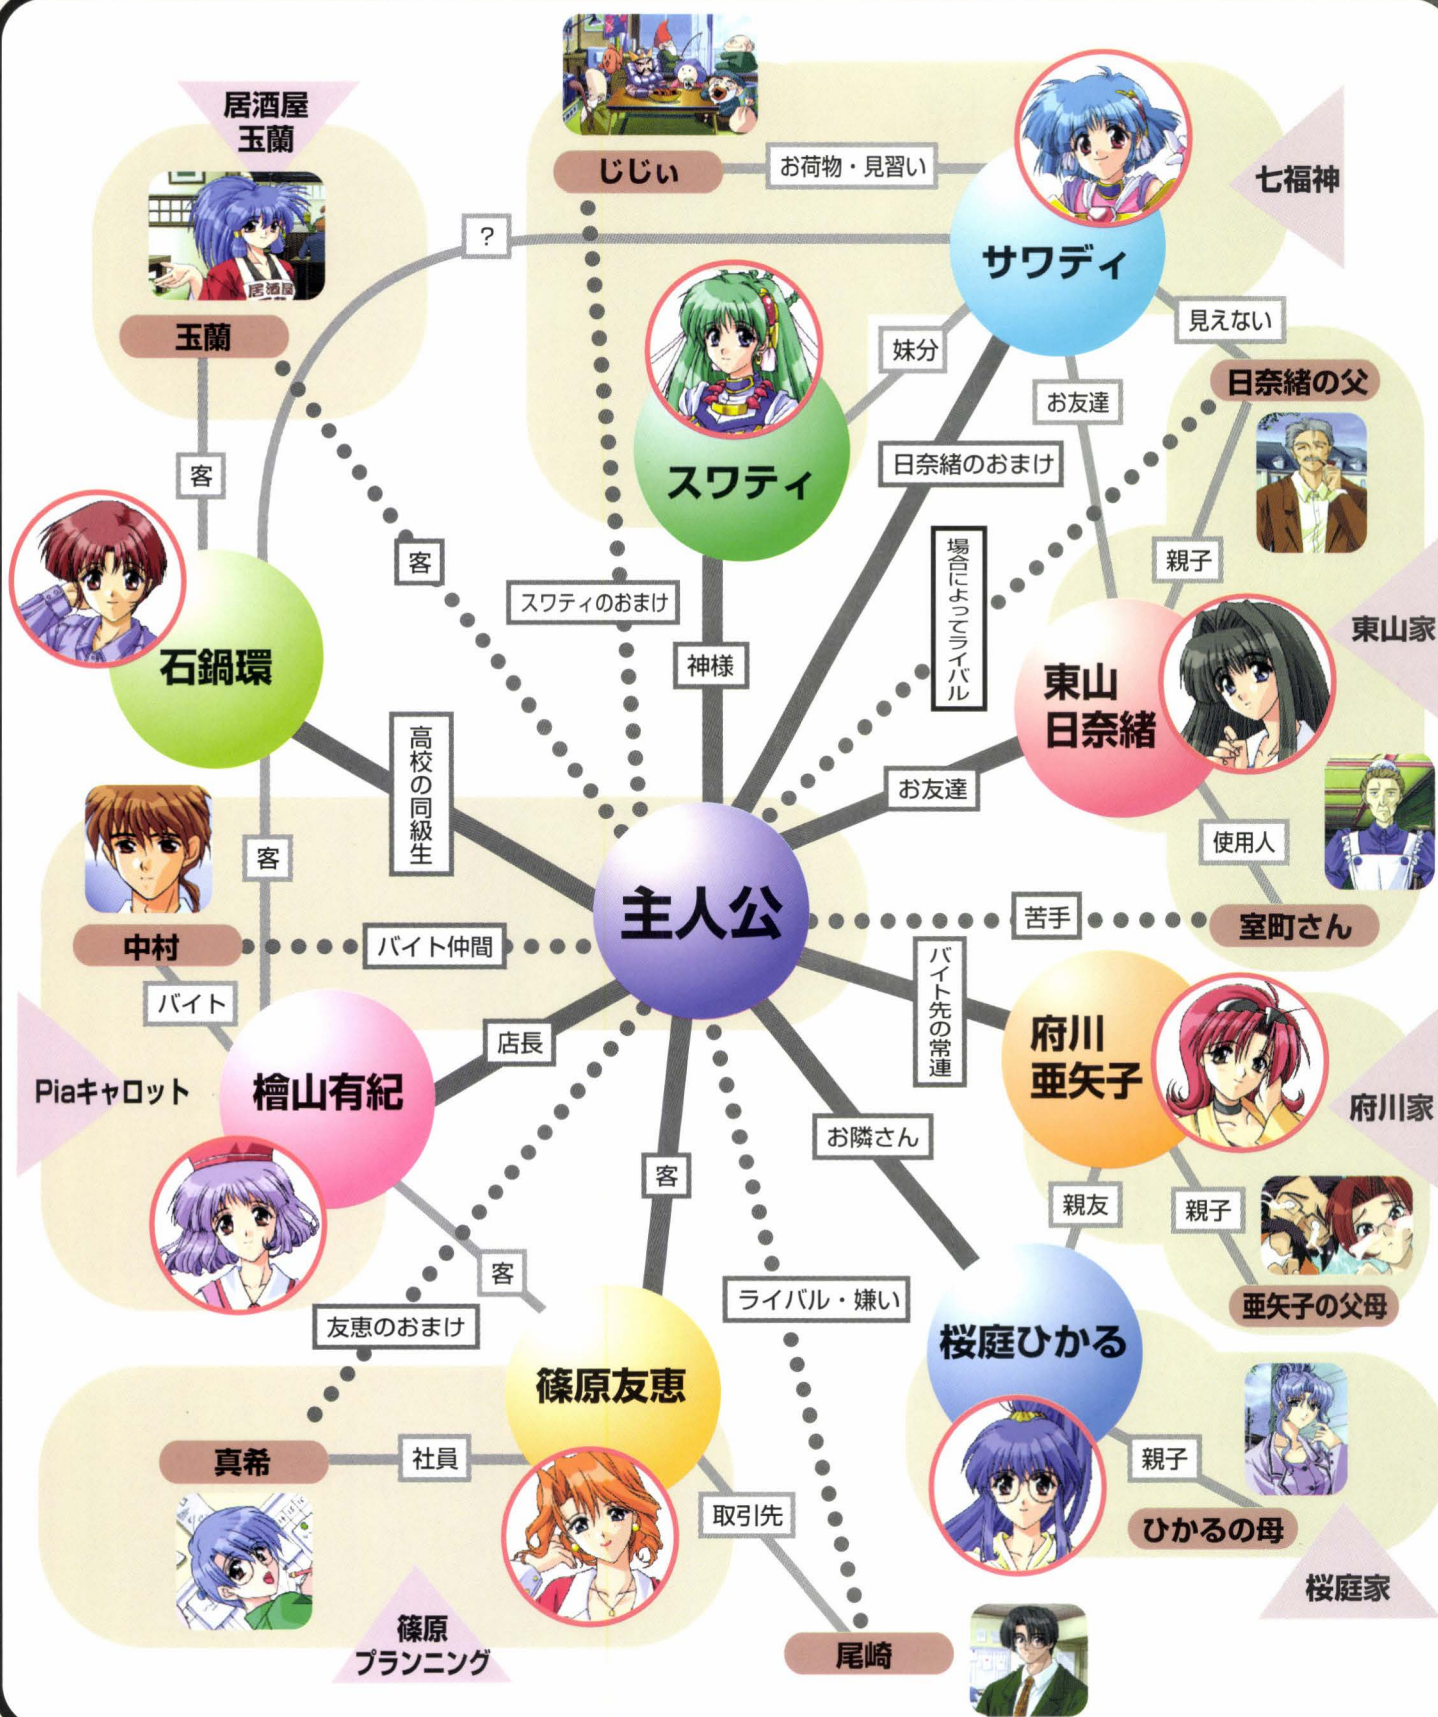 居酒屋
玉蘭
じじぃ
お荷物・見習い
七福神
?
サワディ
居酒屋
玉蘭
見えない
妹分
お友達
日奈緒の父
日奈緒のおまけ
客
スワティ
客
場合によってライバル
親子
スワティのおまけ
東山家
石鍋環
神様
東山
日奈緒
高校の同級生
お友達
使用人
客
主人公
苦手
室町さん
中村
バイト仲間
バイト
バイト先の常連
店長
府川
亜矢子
Piaキャロット
檜山有紀
府川家
お隣さん
客
親友
親子
客
ライバル・嫌い
亜矢子の父母
友恵のおまけ
桜庭ひかる
篠原友恵
真希
社員
親子
取引先
ひかるの母
桜庭家
篠原
プランニング
尾崎